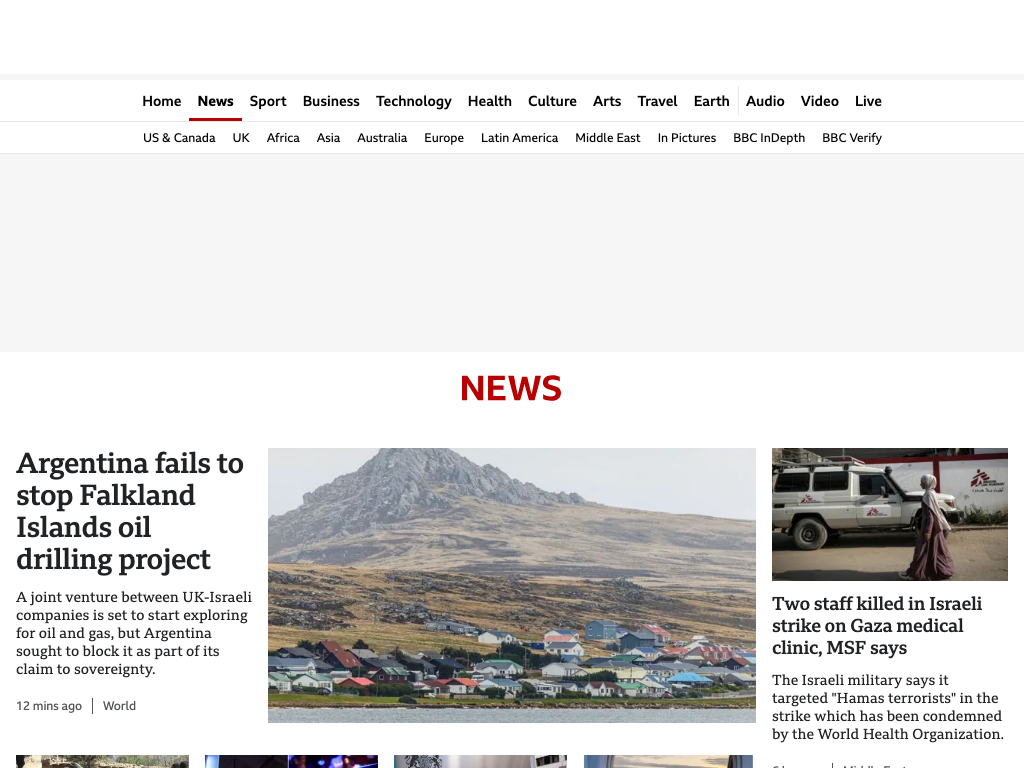 Home News Sport Business Technology Health Culture Arts Travel Earth Audio Video Live
US & Canada UK Africa Asia Australia Europe Latin America Middle East In Pictures BBC InDepth BBC Verify
NEWS
Argentina fails to
stop Falkland
Islands oil
drilling project
A joint venture between UK-Israeli
companies is set to start exploring
for oil and gas, but Argentina
sought to block it as part of its
claim to sovereignty.
12 mins ago World
Two staff killed in Israeli
strike on Gaza medical
clinic, MSF says
The Israeli military says it
targeted "Hamas terrorists" in the
strike which has been condemned
by the World Health Organization.